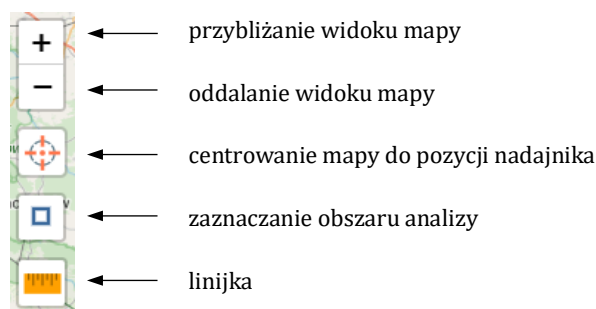 + przybliżanie widoku mapy
− oddalanie widoku mapy
centrowanie mapy do pozycji nadajnika
zaznaczanie obszaru analizy
linijka